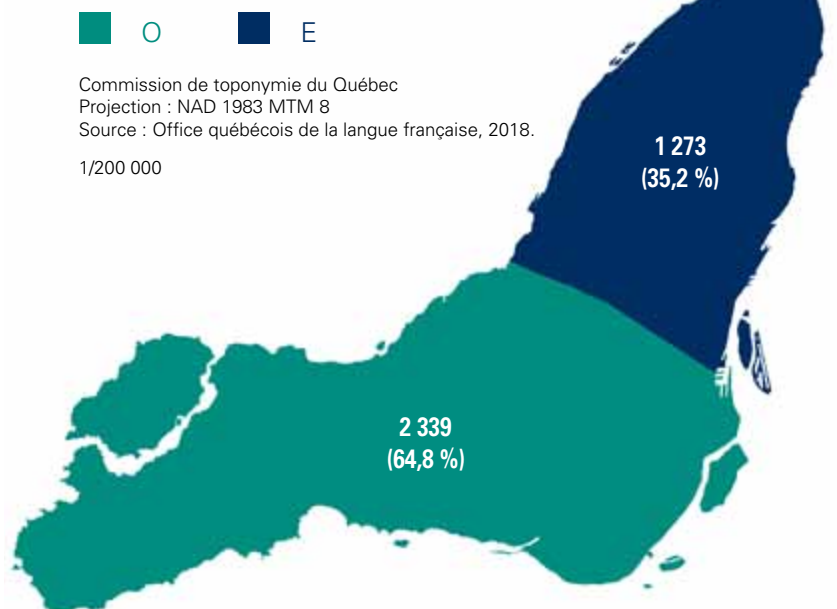 O E
Commission de toponymie du Québec
Projection : NAD 1983 MTM 8
Source : Office québécois de la langue française, 2018.
1/200 000
1 273
(35,2 %)
2 339
(64,8 %)